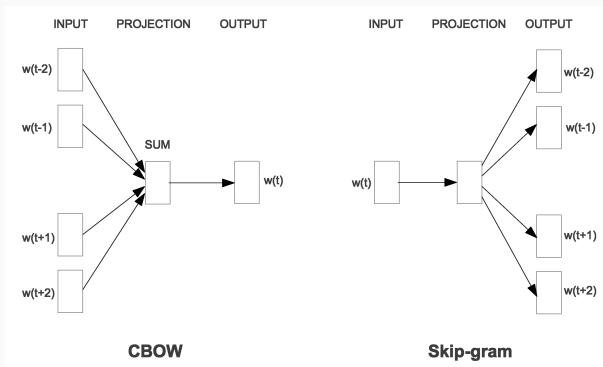 INPUT PROJECTION OUTPUT
w(t-2)
w(t-1)
SUM
w(t)
w(t+1)
w(t+2)
CBOW
INPUT PROJECTION OUTPUT
w(t-2)
w(t-1)
w(t)
w(t+1)
w(t+2)
Skip-gram